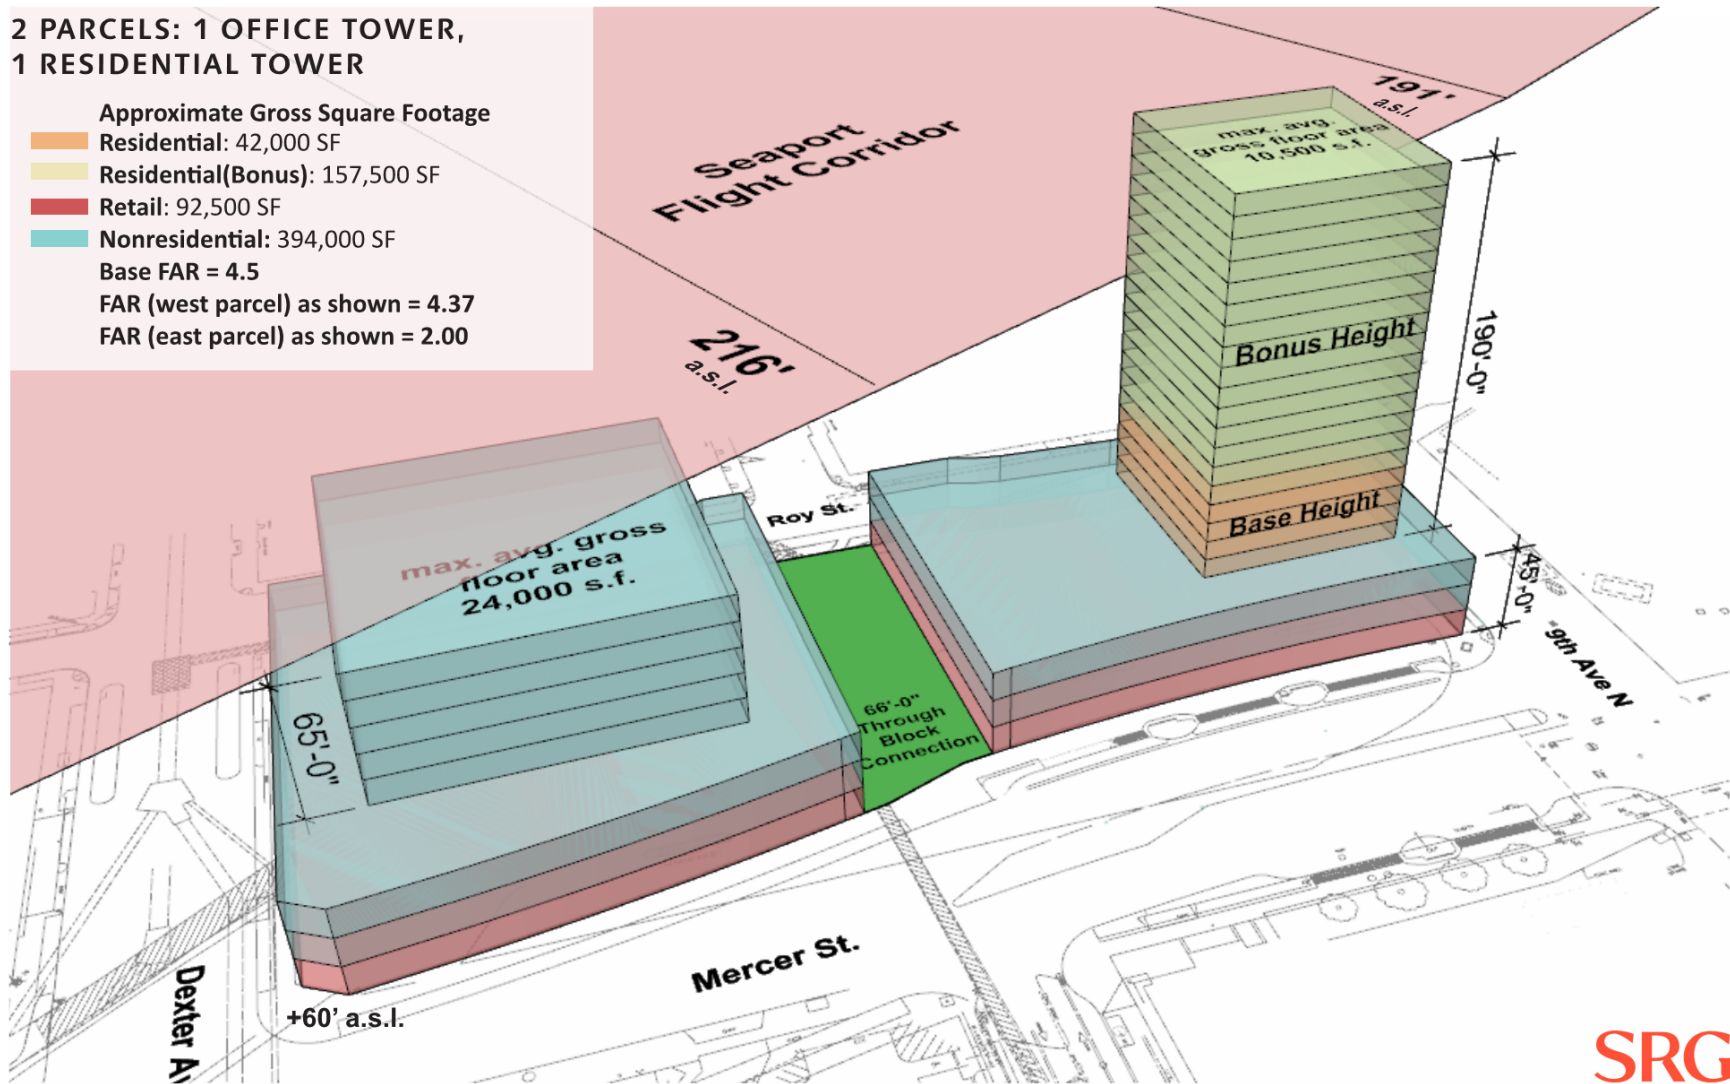 2 PARCELS: 1 OFFICE TOWER,
1 RESIDENTIAL TOWER
Approximate Gross Square Footage
Residential: 42,000 SF
Residential(Bonus): 157,500 SF
Retail: 92,500 SF
Nonresidential: 394,000 SF
Base FAR = 4.5
FAR (west parcel) as shown = 4.37
FAR (east parcel) as shown = 2.00
Seaport
Flight Corridor
191'
a.s.l.
216'
a.s.l.
max. avg.
gross floor area
10,500 s.f.
Bonus Height
190'-0"
Base Height
Roy St.
max. avg. gross
floor area
24,000 s.f.
45'-0"
9th Ave N
65'-0"
66'-0"
Through
Block
Connection
Mercer St.
Dexter Av
+60' a.s.l.
SRG